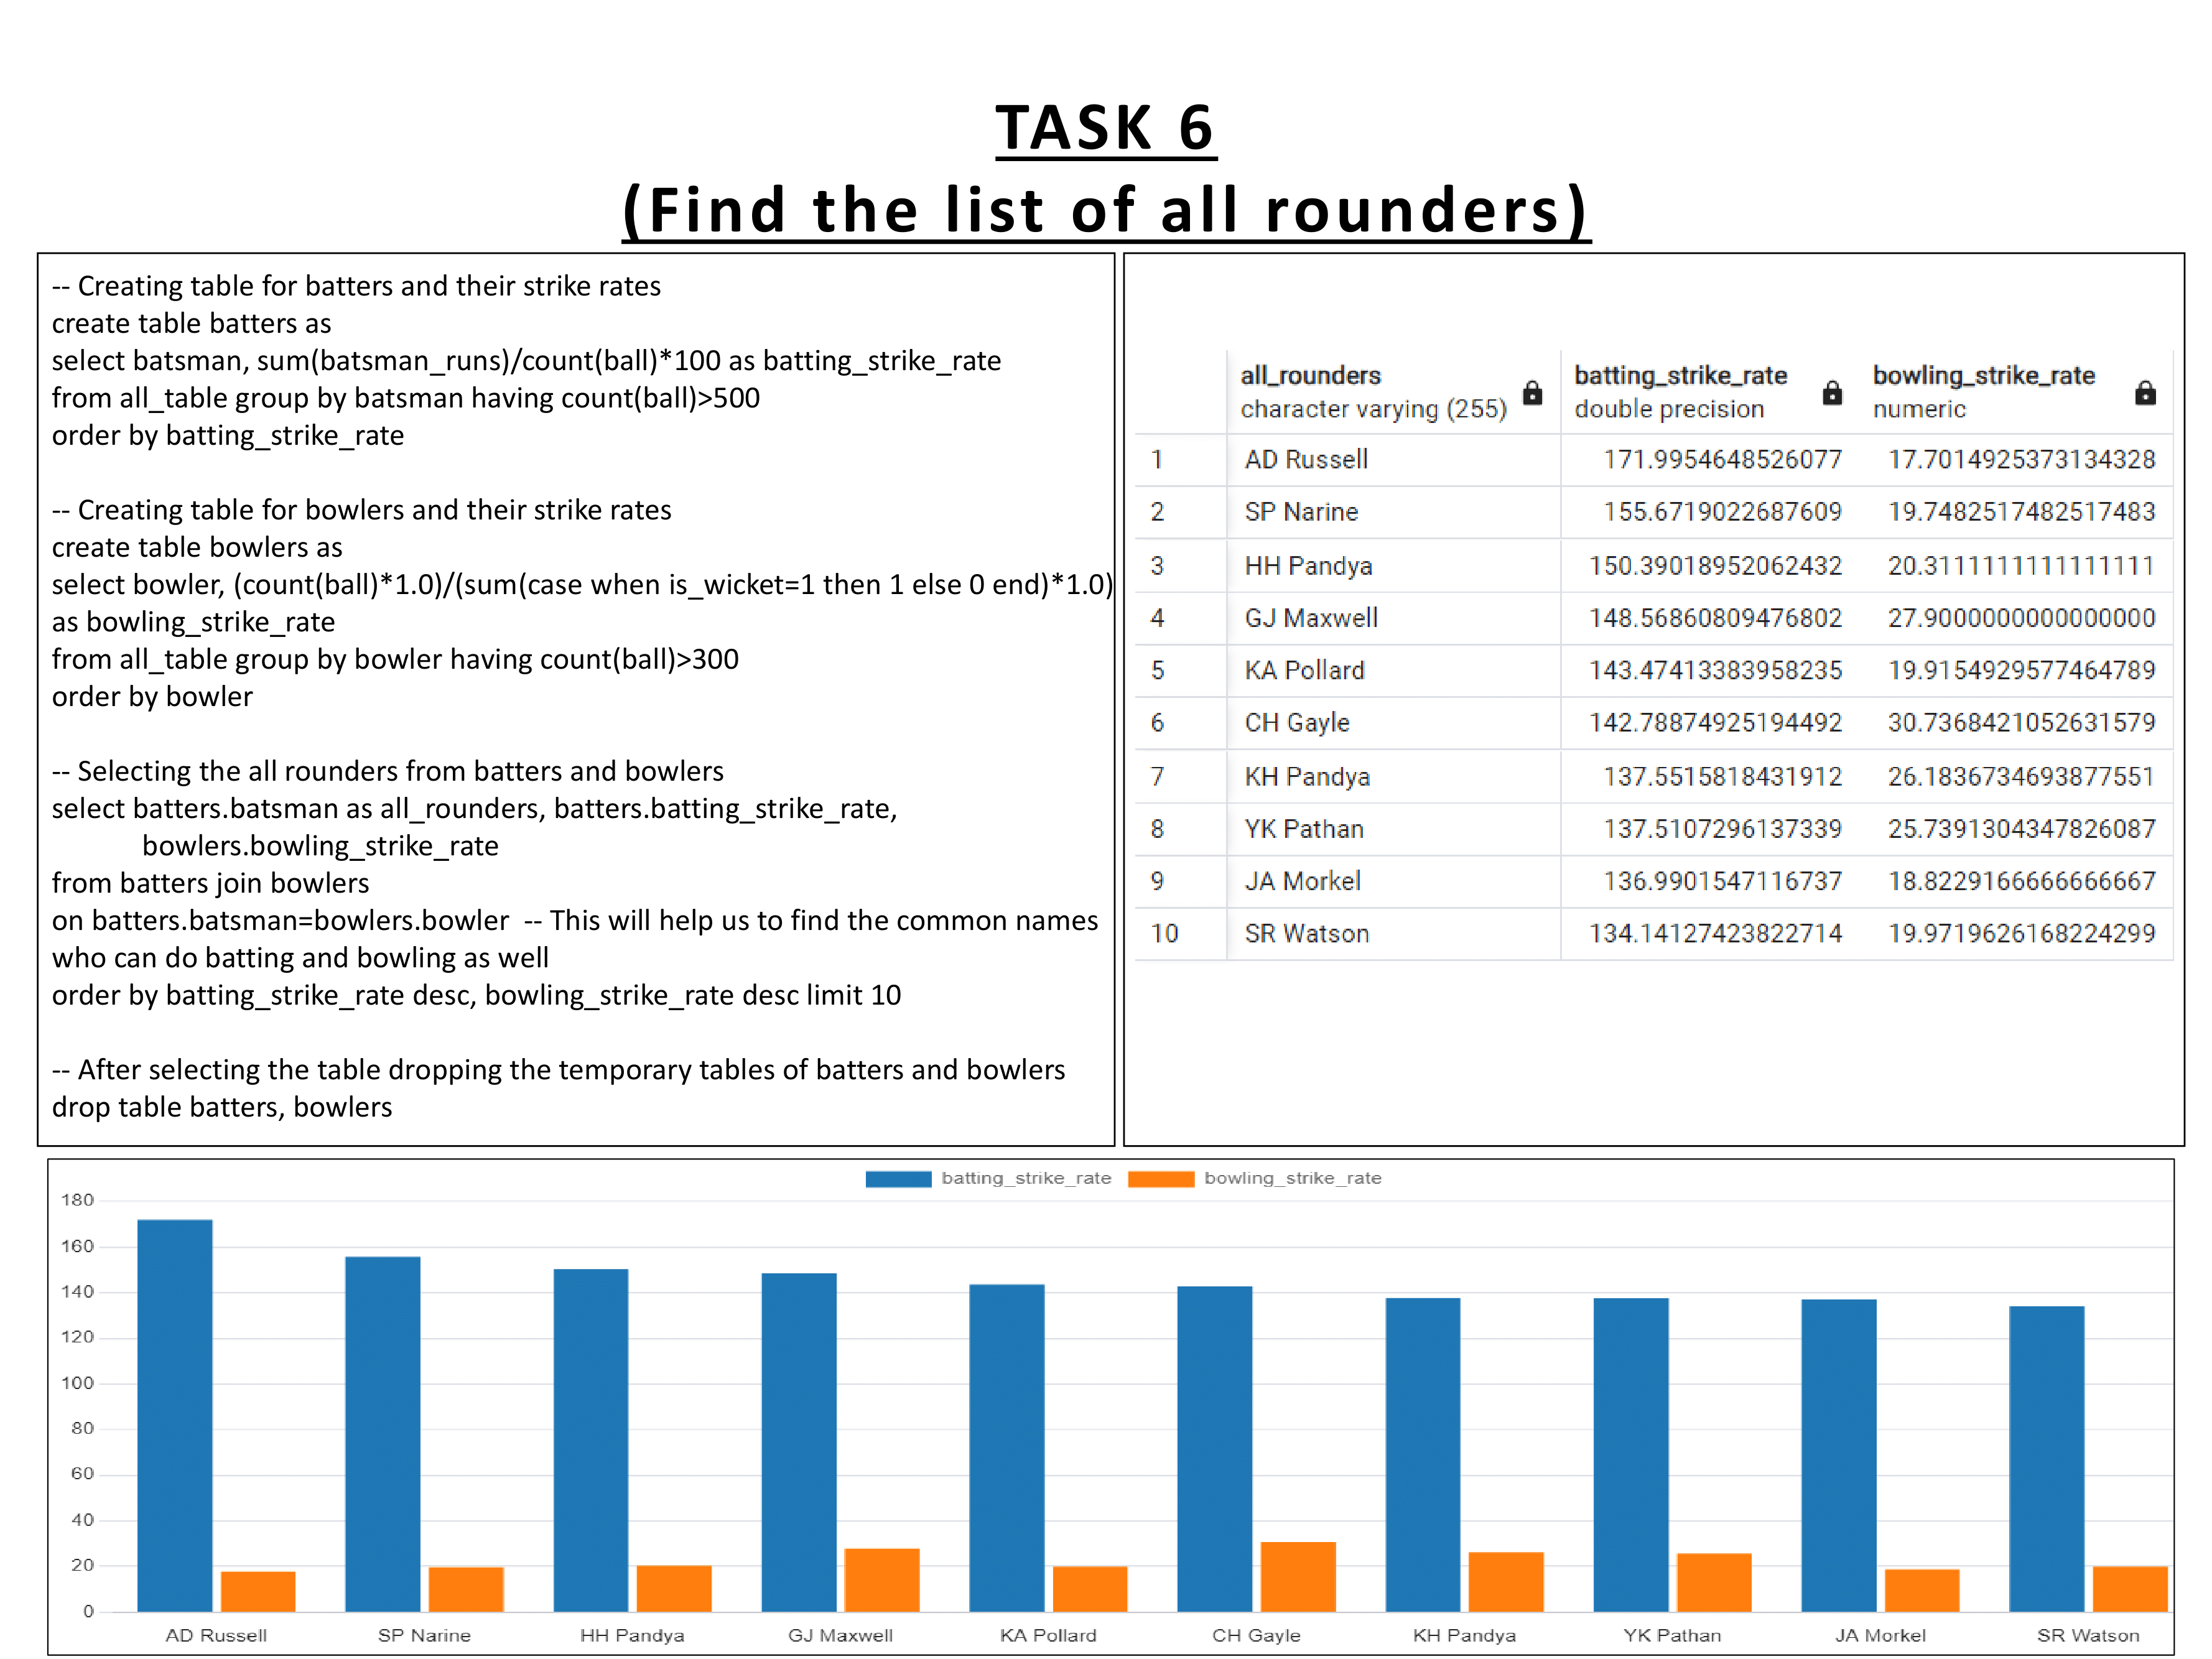 TASK 6
(Find the list of all rounders)
-- Creating table for batters and their strike rates
create table batters as
select batsman, sum(batsman_runs)/count(ball)*100 as batting_strike_rate
from all_table group by batsman having count(ball)>500
order by batting_strike_rate
-- Creating table for bowlers and their strike rates
create table bowlers as
select bowler, (count(ball)*1.0)/(sum(case when is_wicket=1 then 1 else 0 end)*1.0)
as bowling_strike_rate
from all_table group by bowler having count(ball)>300
order by bowler
-- Selecting the all rounders from batters and bowlers
select batters.batsman as all_rounders, batters.batting_strike_rate,
bowlers.bowling_strike_rate
from batters join bowlers
on batters.batsman=bowlers.bowler -- This will help us to find the common names
who can do batting and bowling as well
order by batting_strike_rate desc, bowling_strike_rate desc limit 10
-- After selecting the table dropping the temporary tables of batters and bowlers
drop table batters, bowlers
all_rounders batting_strike_rate bowling_strike_rate
character varying (255) double precision numeric
1 AD Russell 171.9954648526077 17.7014925373134328
2 SP Narine 155.6719022687609 19.7482517482517483
3 HH Pandya 150.39018952062432 20.3111111111111111
4 GJ Maxwell 148.56860809476802 27.9000000000000000
5 KA Pollard 143.47413383958235 19.9154929577464789
6 CH Gayle 142.78874925194492 30.7368421052631579
7 KH Pandya 137.5515818431912 26.1836734693877551
8 YK Pathan 137.5107296137339 25.7391304347826087
9 JA Morkel 136.9901547116737 18.8229166666666667
10 SR Watson 134.14127423822714 19.9719626168224299
batting_strike_rate bowling_strike_rate
180
160
140
120
100
80
60
40
20
0
AD Russell SP Narine HH Pandya GJ Maxwell KA Pollard CH Gayle KH Pandya YK Pathan JA Morkel SR Watson